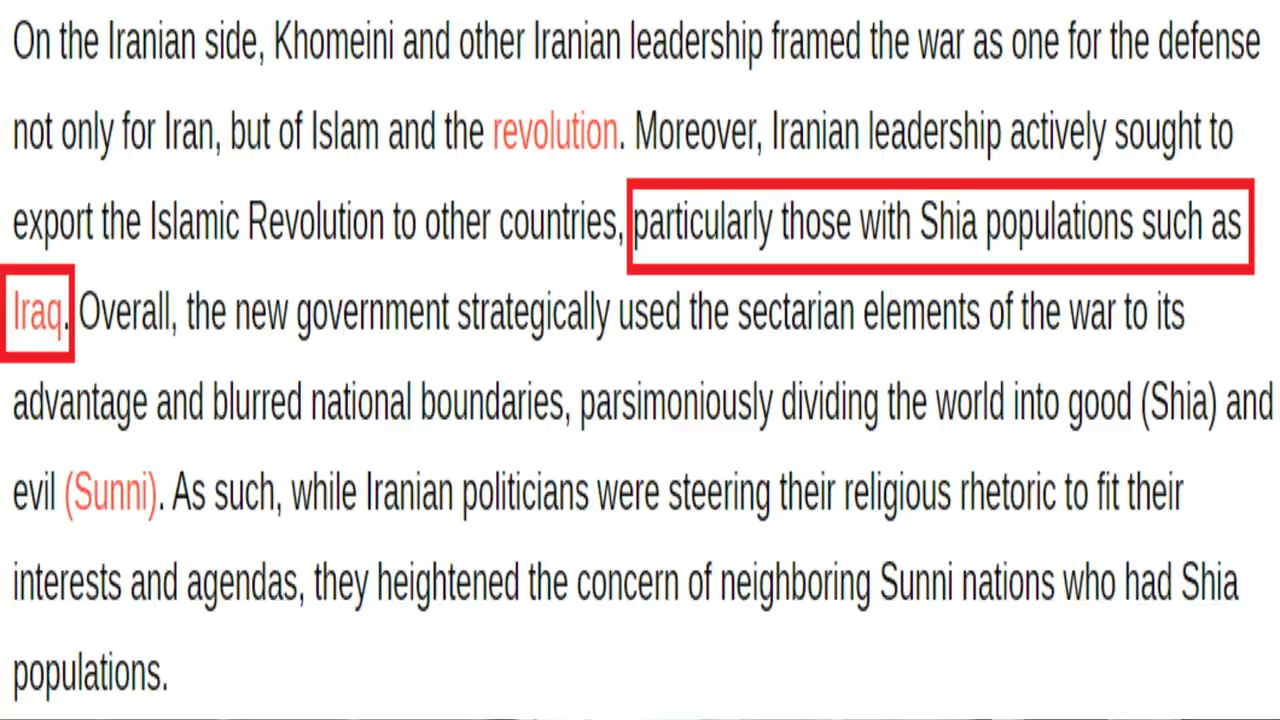 On the Iranian side, Khomeini and other Iranian leadership framed the war as one for the defense
not only for Iran, but of Islam and the revolution. Moreover, Iranian leadership actively sought to
export the Islamic Revolution to other countries, particularly those with Shia populations such as
Iraq. Overall, the new government strategically used the sectarian elements of the war to its
advantage and blurred national boundaries, parsimoniously dividing the world into good (Shia) and
evil (Sunni). As such, while Iranian politicians were steering their religious rhetoric to fit their
interests and agendas, they heightened the concern of neighboring Sunni nations who had Shia
populations.